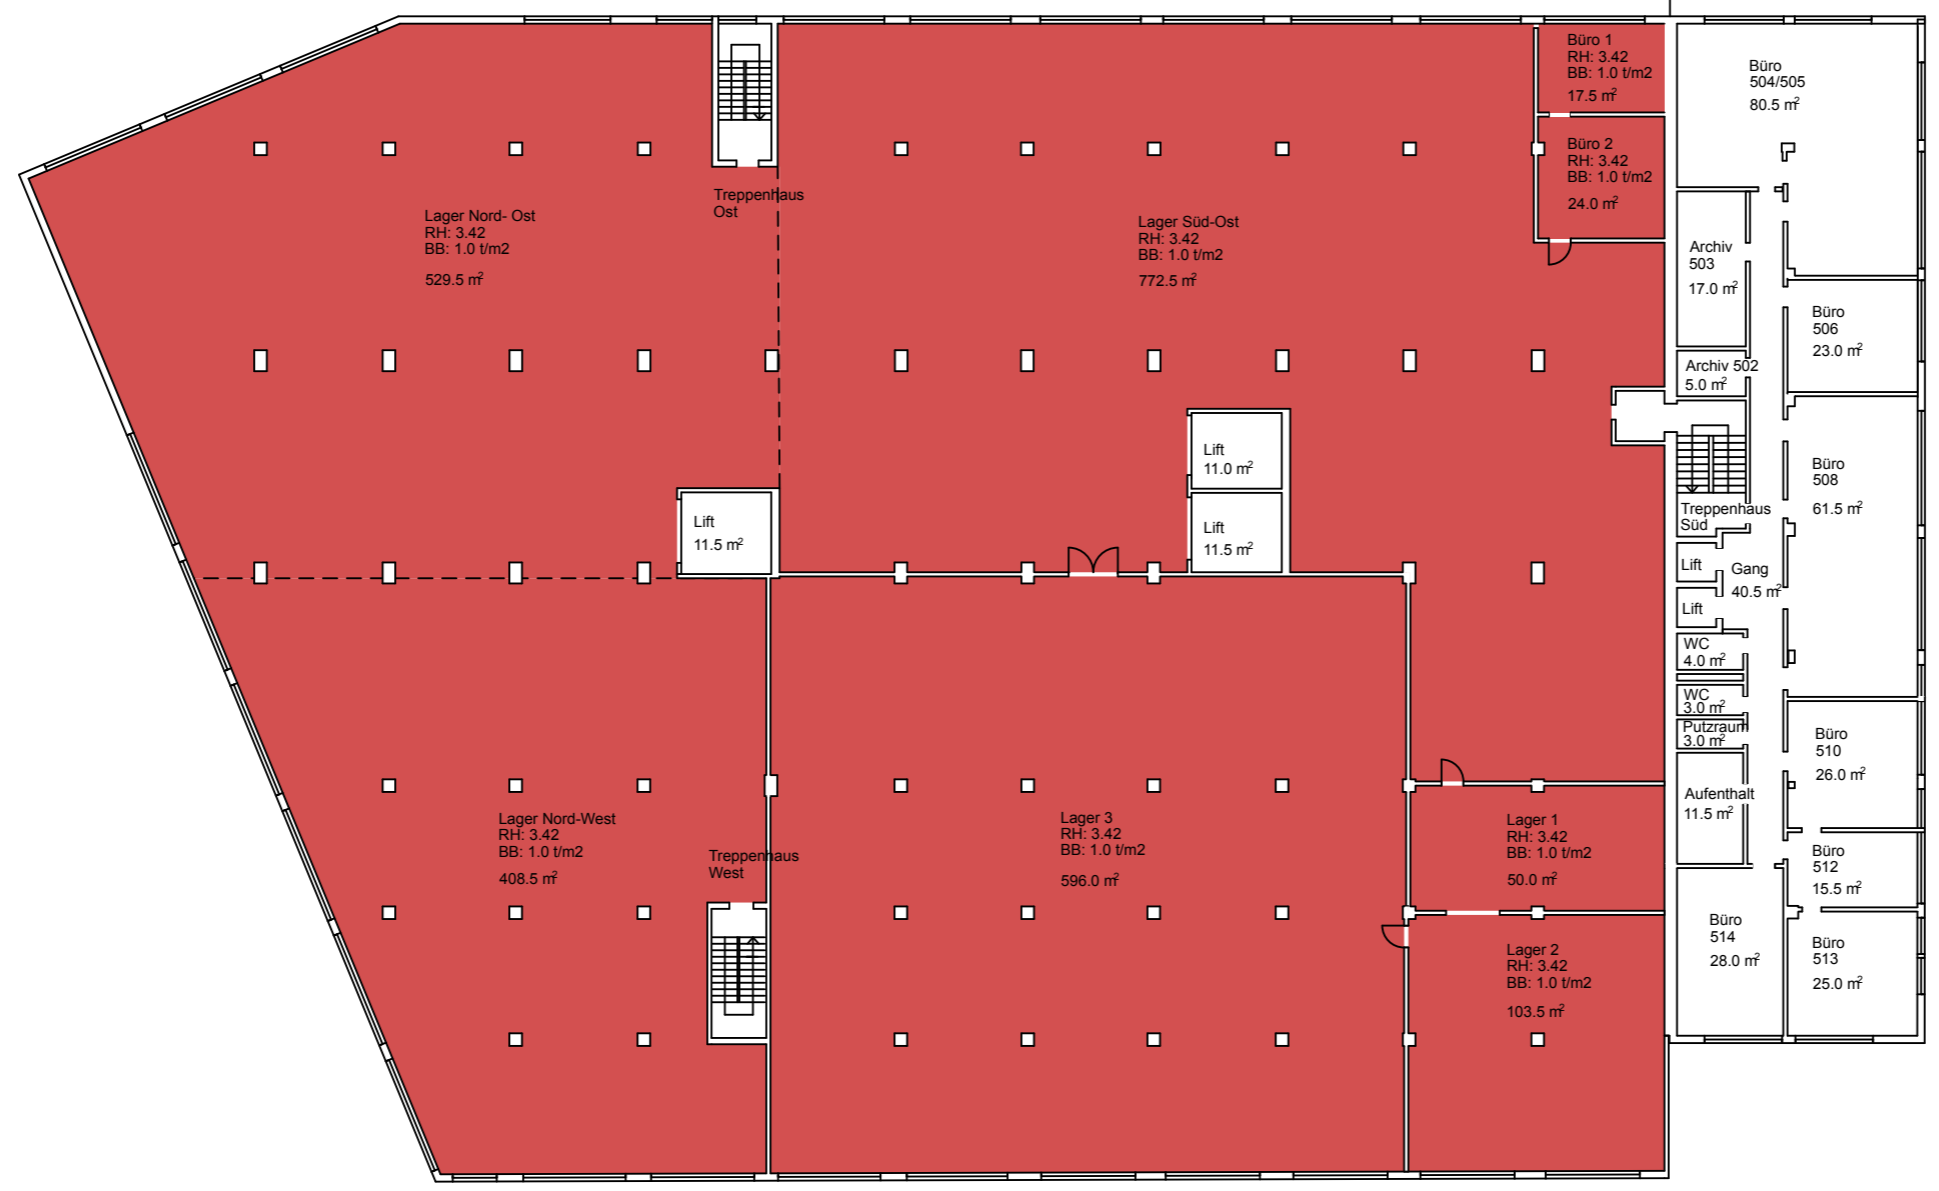 Büro 1
RH: 3.42
BB: 1.0 t/m2
17.5 m²
Büro
504/505
80.5 m²
Büro 2
RH: 3.42
BB: 1.0 t/m2
24.0 m²
Treppenhaus
Ost
Lager Nord- Ost
RH: 3.42
BB: 1.0 t/m2
529.5 m²
Lager Süd-Ost
RH: 3.42
BB: 1.0 t/m2
772.5 m²
Archiv
503
17.0 m²
Büro
506
23.0 m²
Archiv 502
5.0 m²
Lift
11.0 m²
Büro
508
61.5 m²
Lift
11.5 m²
Lift
11.5 m²
Treppenhaus
Süd
Lift
Gang
40.5 m²
Lift
WC
4.0 m²
WC
3.0 m²
Putzraum
3.0 m²
Büro
510
26.0 m²
Aufenthalt
11.5 m²
Lager Nord-West
RH: 3.42
BB: 1.0 t/m2
408.5 m²
Treppenhaus
West
Lager 3
RH: 3.42
BB: 1.0 t/m2
596.0 m²
Lager 1
RH: 3.42
BB: 1.0 t/m2
50.0 m²
Büro
512
15.5 m²
Büro
514
28.0 m²
Büro
513
25.0 m²
Lager 2
RH: 3.42
BB: 1.0 t/m2
103.5 m²